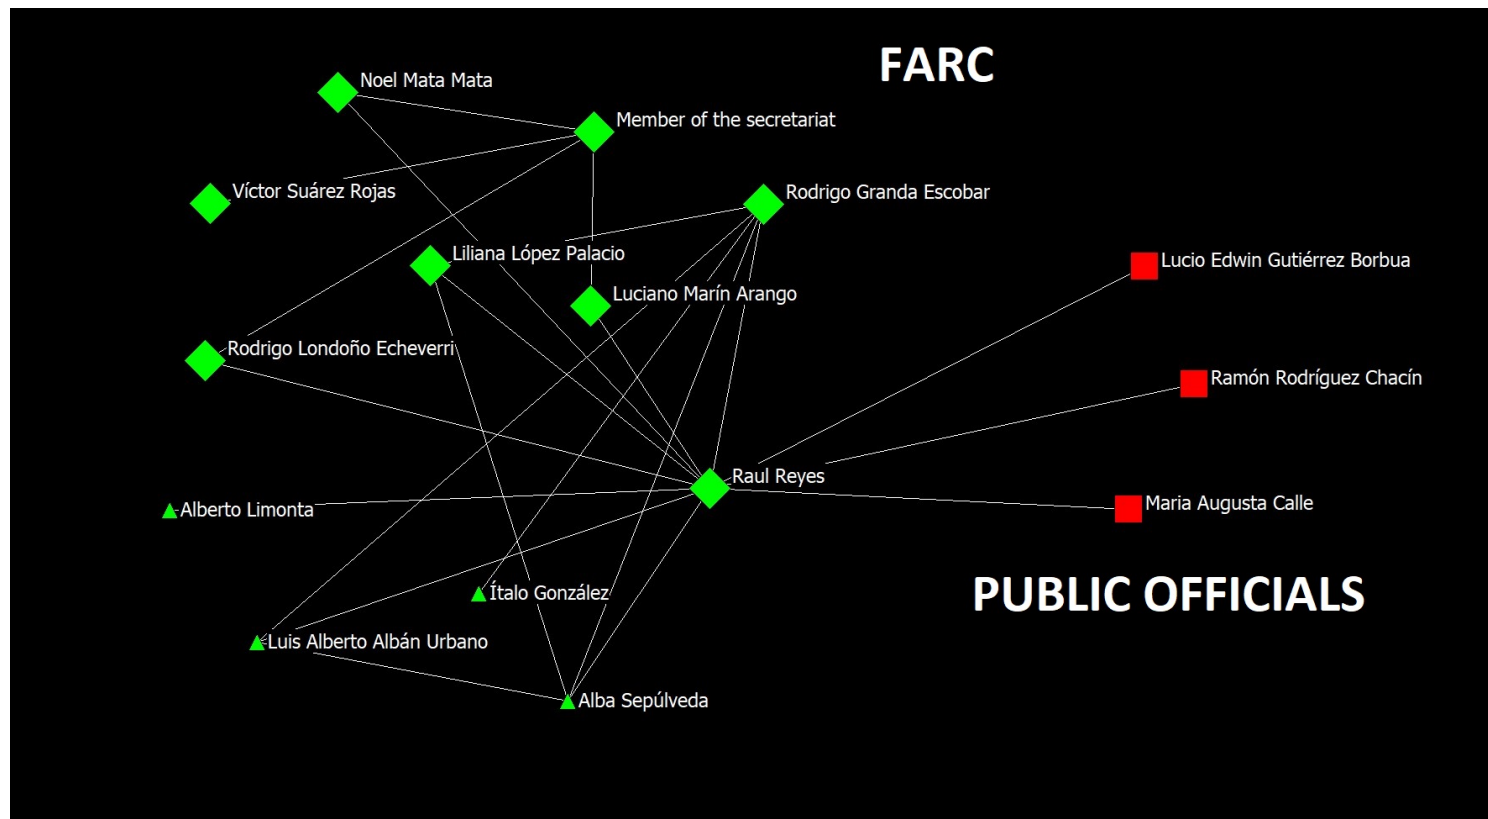 FARC
Noel Mata Mata
Member of the secretariat
Víctor Suárez Rojas
Rodrigo Granda Escobar
Liliana López Palacio
Lucio Edwin Gutiérrez Borbua
Luciano Marín Arango
Rodrigo Londoño Echeverri
Ramón Rodríguez Chacín
Raul Reyes
Alberto Limonta
Maria Augusta Calle
Ítalo González
PUBLIC OFFICIALS
Luis Alberto Albán Urbano
Alba Sepúlveda